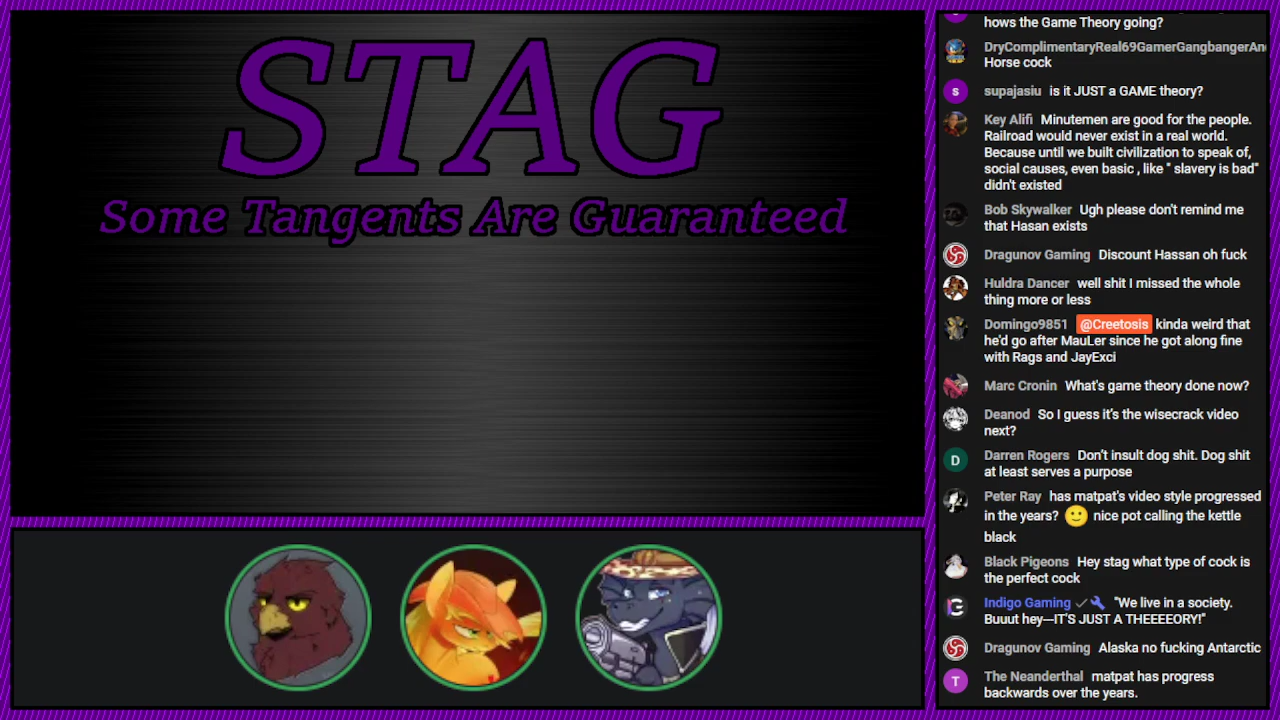 STAG
Some Tangents Are Guaranteed
hows the Game Theory going?
DryComplimentaryReal69GamerGangbangerAn
Horse cock
s
supajasiu is it JUST a GAME theory?
Key Alifi Minutemen are good for the people.
Railroad would never exist in a real world.
Because until we built civilization to speak of,
social causes, even basic , like " slavery is bad"
didn't existed
Bob Skywalker Ugh please don't remind me
that Hasan exists
Dragunov Gaming Discount Hassan oh fuck
Huldra Dancer well shit I missed the whole
thing more or less
Domingo9851 @Creetosis kinda weird that
he'd go after MauLer since he got along fine
with Rags and JayExci
Marc Cronin What's game theory done now?
Deanod So I guess it's the wisecrack video
next?
D
Darren Rogers Don't insult dog shit. Dog shit
at least serves a purpose
Peter Ray has matpat's video style progressed
in the years? 🙂 nice pot calling the kettle
black
Black Pigeons Hey stag what type of cock is
the perfect cock
Indigo Gaming "We live in a society.
Buuut hey—IT'S JUST A THEEEEORY!"
Dragunov Gaming Alaska no fucking Antarctic
T
The Neanderthal matpat has progress
backwards over the years.